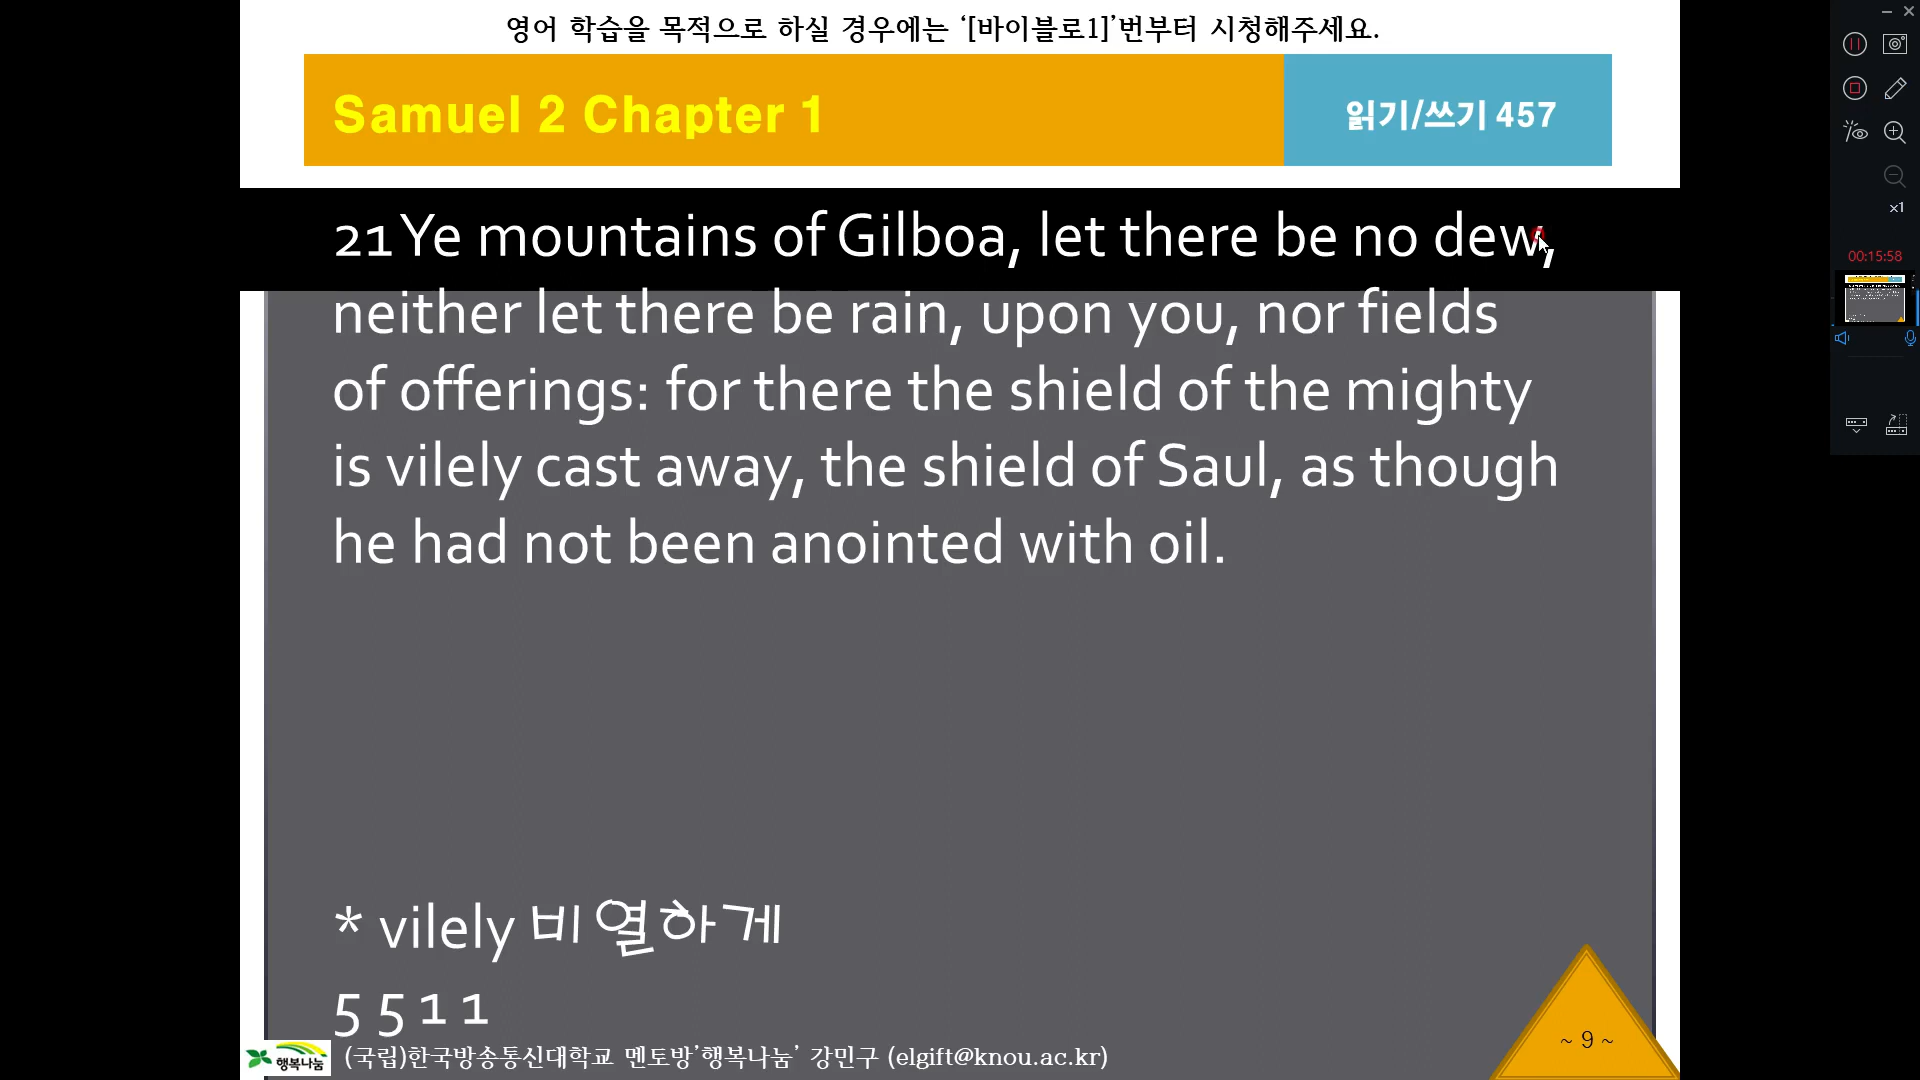 영어 학습을 목적으로 하실 경우에는 ‘[바이블로1]’번부터 시청해주세요.
Samuel 2 Chapter 1
읽기/쓰기 457
21 Ye mountains of Gilboa, let there be no dew,
neither let there be rain, upon you, nor fields
of offerings: for there the shield of the mighty
is vilely cast away, the shield of Saul, as though
he had not been anointed with oil.
* vilely 비열하게
5 5 1 1
~ 9 ~
행복나눔
(국립)한국방송통신대학교 멘토방’행복나눔’ 강민구 (elgift@knou.ac.kr)
x1
00:15:58